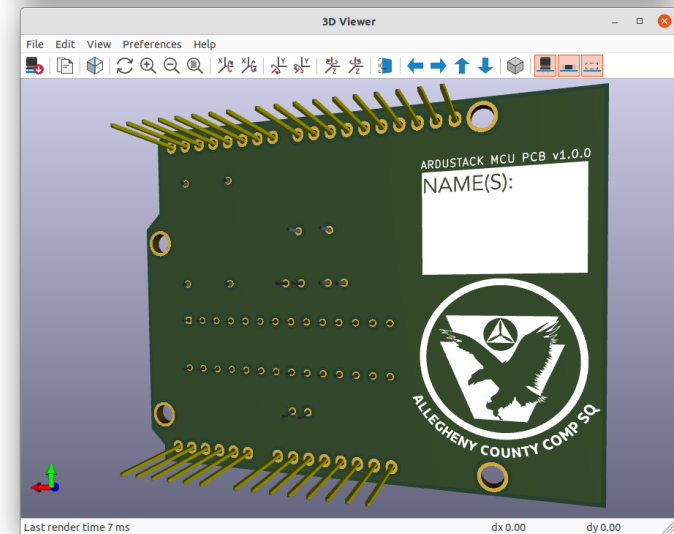 3D Viewer
File Edit View Preferences Help
ARDUSTACK MCU PCB v1.0.0
NAME(S):
ALLEGHENY COUNTY COMP SQ
Last render time 7 ms
dx 0.00
dy 0.00